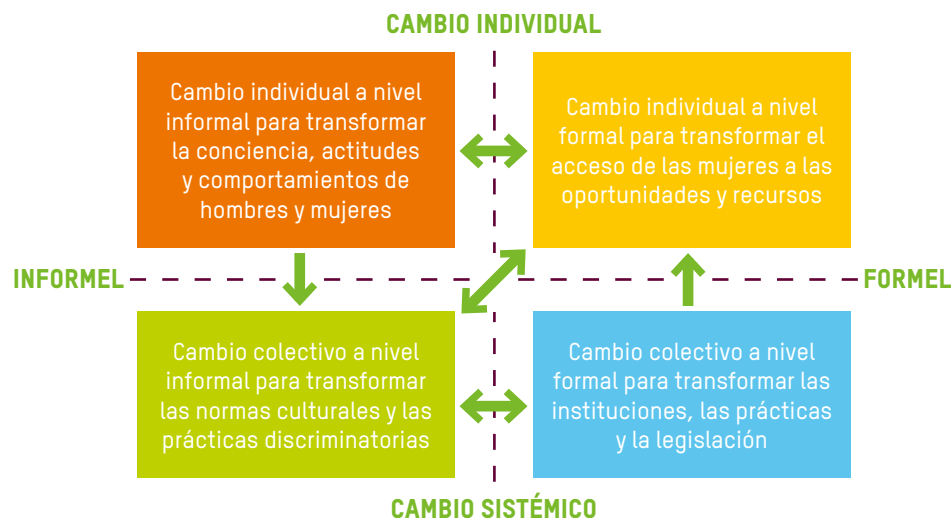 CAMBIO INDIVIDUAL
Cambio individual a nivel
informal para transformar
la conciencia, actitudes
y comportamientos de
hombres y mujeres
Cambio individual a nivel
formal para transformar el
acceso de las mujeres a las
oportunidades y recursos
INFORMEL
FORMEL
Cambio colectivo a nivel
informal para transformar
las normas culturales y las
prácticas discriminatorias
Cambio colectivo a nivel
formal para transformar las
instituciones, las prácticas
y la legislación
CAMBIO SISTÉMICO